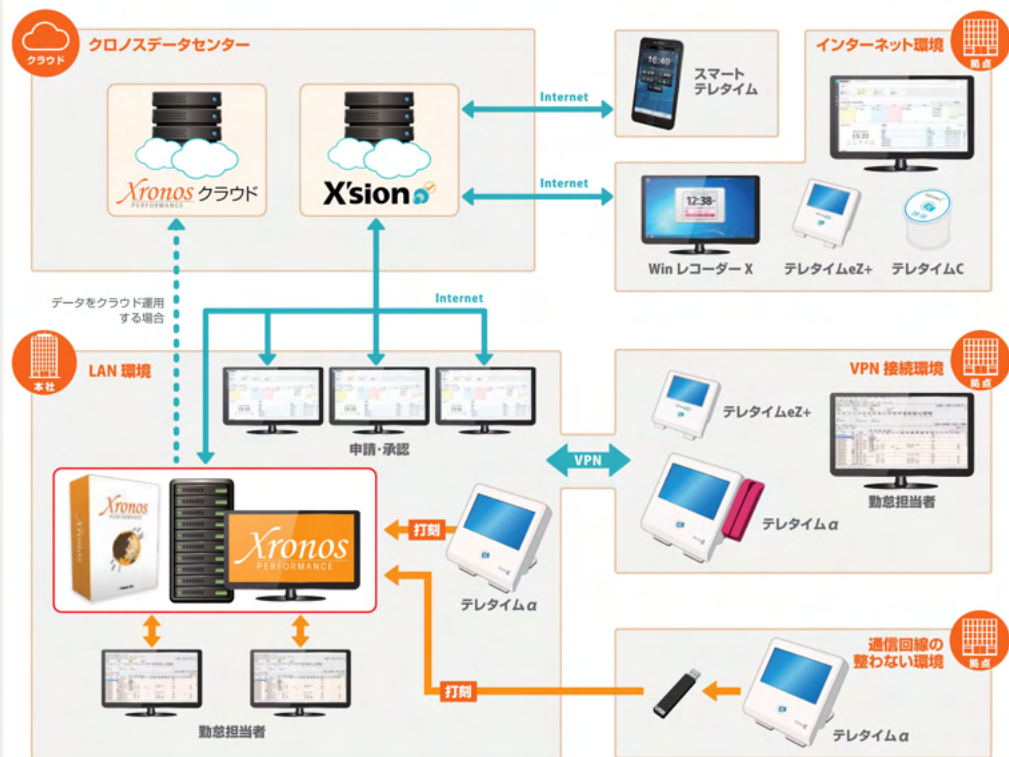 クラウド
クロノスデータセンター
Xronos クラウド
PERFORMANCE
X'sion
Internet
Internet
16:40
スマート
テレタイム
インターネット環境
拠点
12:38
Win レコーダー X
テレタイムeZ+
テレタイムC
データをクラウド運用
する場合
Internet
本社
LAN 環境
申請・承認
VPN
VPN 接続環境
拠点
テレタイムeZ+
テレタイムα
勤怠担当者
Xronos
PERFORMANCE
Xronos
Xronos
PERFORMANCE
打刻
テレタイムα
打刻
勤怠担当者
通信回線の
整わない環境
拠点
テレタイムα